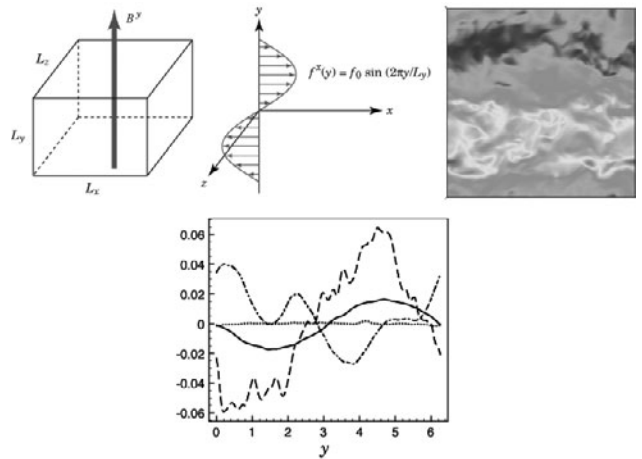 B^y
L_z
L_y
L_x
y
f^x(y) = f_0 sin (2πy/L_y)
x
z
0.06
0.04
0.02
0
-0.02
-0.04
-0.06
0 1 2 3 4 5 6
y